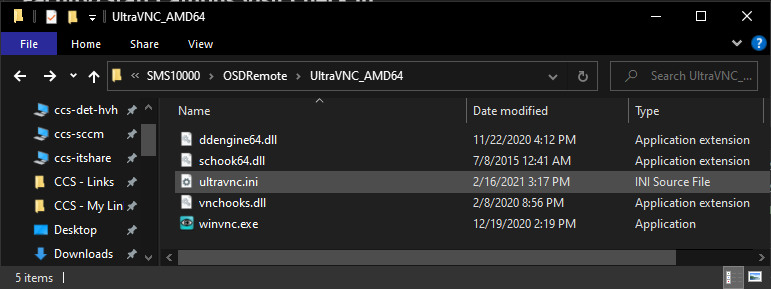 UltraVNC_AMD64
File Home Share View
SMS10000 OSDRemote UltraVNC_AMD64 Search UltraVNC_...
Name Date modified Type
ccs-det-hvh
ccs-sccm
ccs-itshare
CCS - Links
CCS - My Lin
Desktop
Downloads
ddengine64.dll 11/22/2020 4:12 PM Application extension
schook64.dll 7/8/2015 12:41 AM Application extension
ultravnc.ini 2/16/2021 3:17 PM INI Source File
vnchooks.dll 2/8/2020 8:56 PM Application extension
winvnc.exe 12/19/2020 2:19 PM Application
5 items